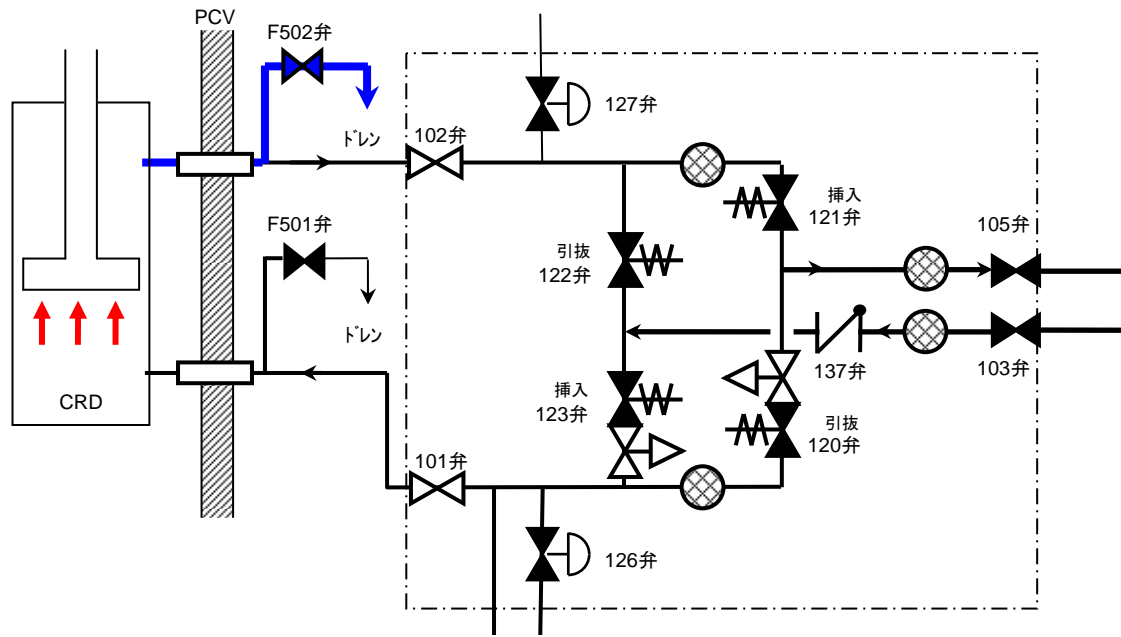 PCV
F502弁
127弁
ドレン
102弁
挿入
121弁
F501弁
引抜
122弁
105弁
ドレン
137弁
103弁
CRD
挿入
123弁
引抜
120弁
101弁
126弁